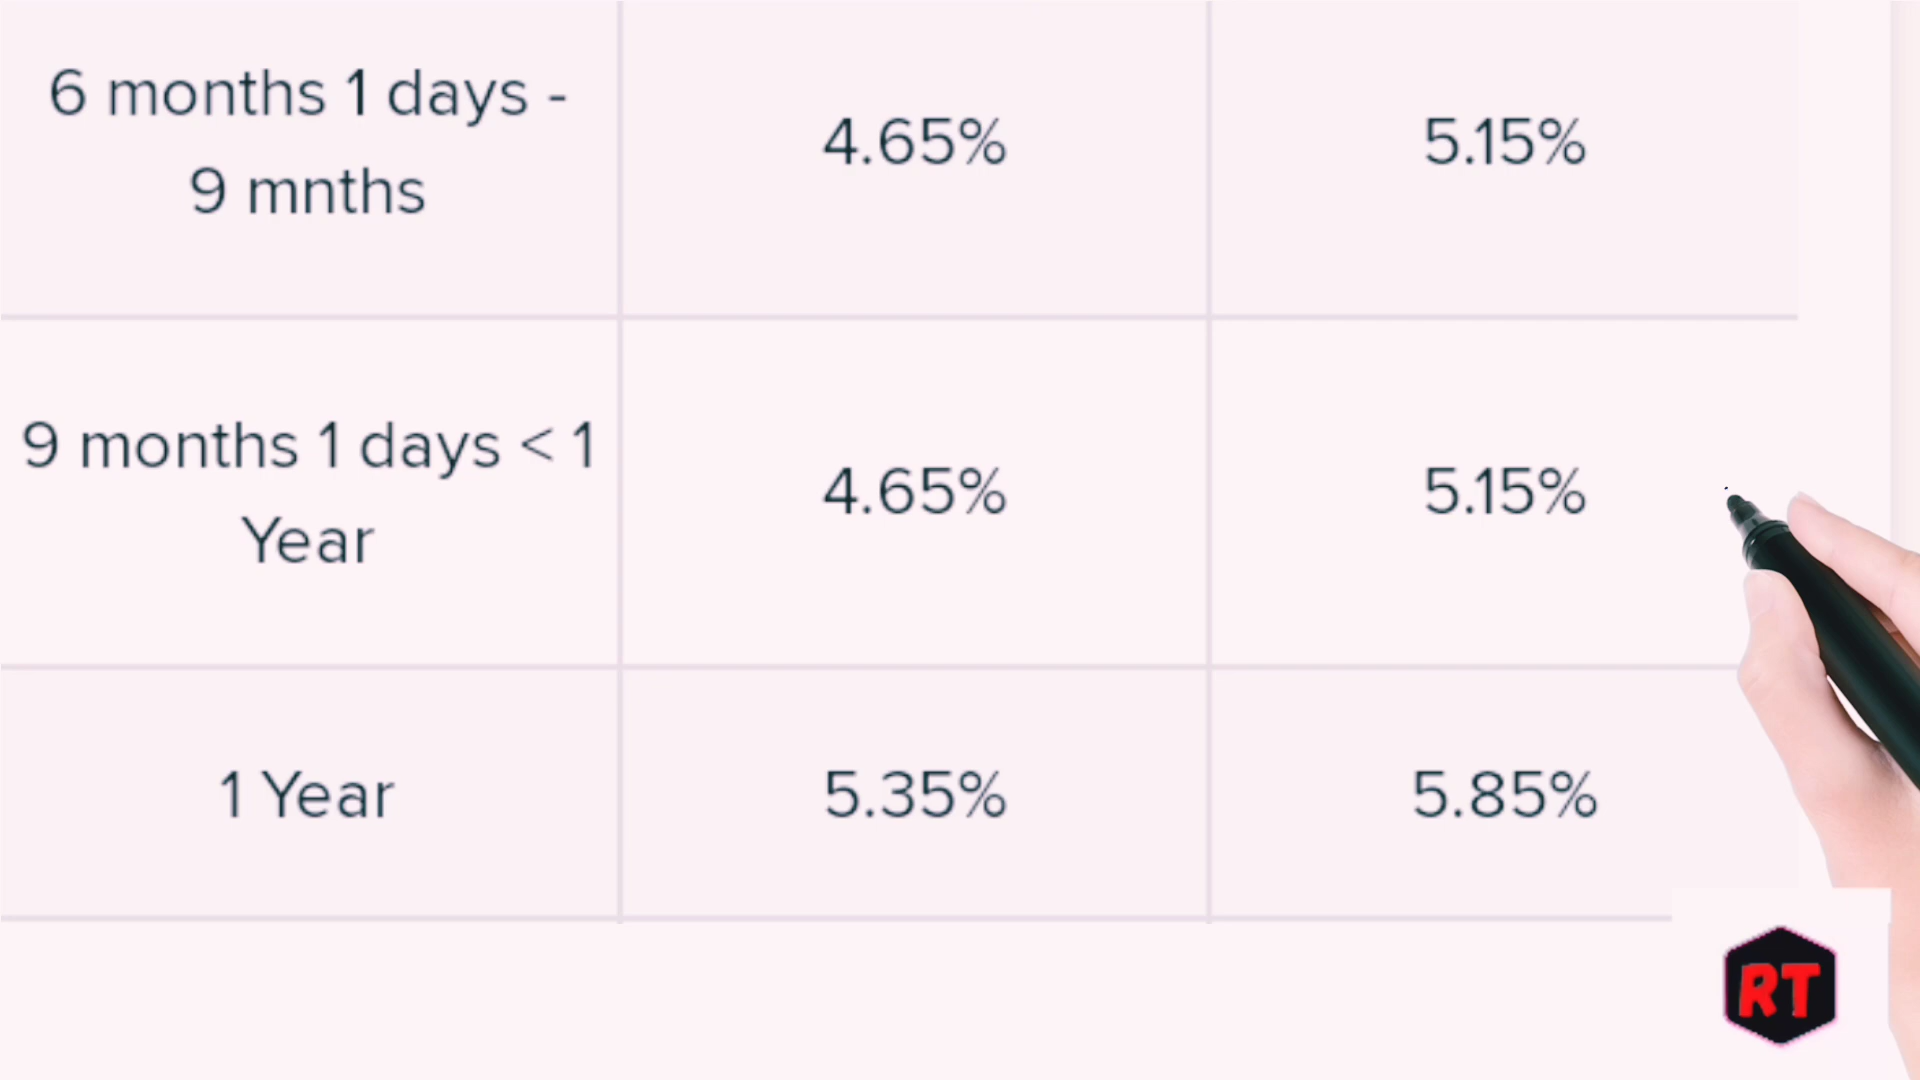 6 months 1 days -
9 mnths
4.65%
5.15%
9 months 1 days < 1
Year
4.65%
5.15%
1 Year
5.35%
5.85%
RT